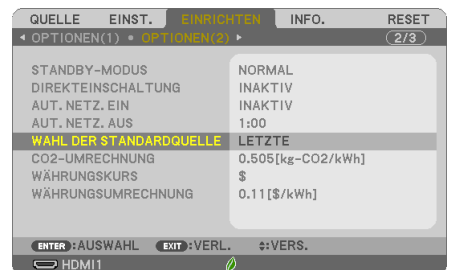 QUELLE EINST. EINRICHTEN INFO. RESET
OPTIONEN(1) OPTIONEN(2) 2/3
STANDBY-MODUS NORMAL
DIREKTEINSCHALTUNG INAKTIV
AUT. NETZ. EIN INAKTIV
AUT. NETZ. AUS 1:00
WAHL DER STANDARDQUELLE LETZTE
CO2-UMRECHNUNG 0.505[kg-CO2/kWh]
WÄHRUNGSKURS $
WÄHRUNGSUMRECHNUNG 0.11[$/kWh]
ENTER:AUSWAHL EXIT:VERL. :VERS.
HDMI1